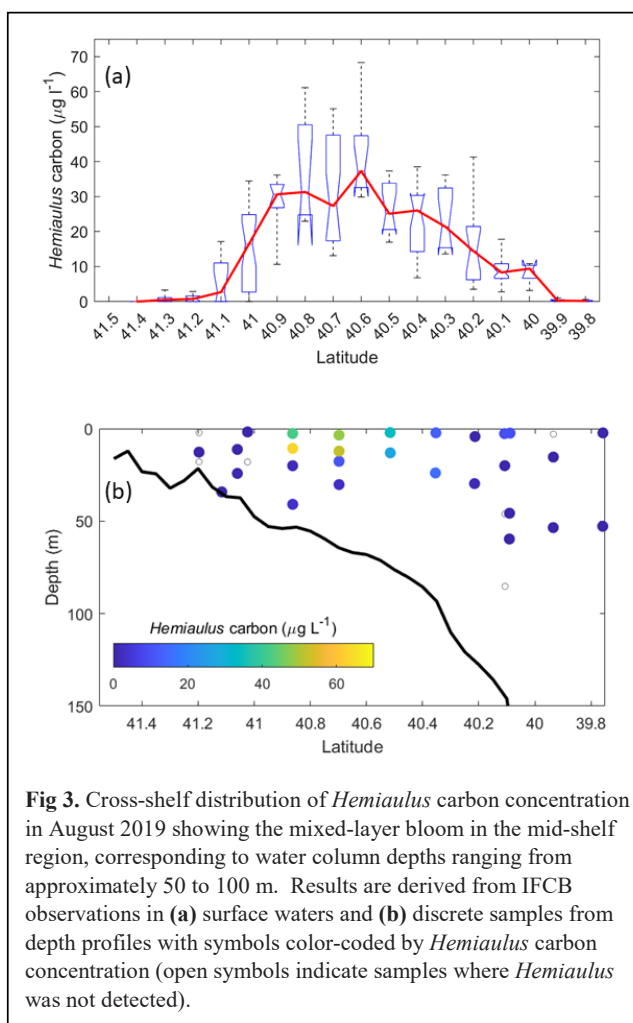 (a)
Hemiaulus carbon (μg l⁻¹)
70
60
50
40
30
20
10
0
41.5 41.4 41.3 41.2 41.1 41 40.9 40.8 40.7 40.6 40.5 40.4 40.3 40.2 40.1 40 39.9 39.8
Latitude
(b)
Depth (m)
0
50
100
150
Hemiaulus carbon (μg L⁻¹)
0 20 40 60
41.4 41.2 41 40.8 40.6 40.4 40.2 40 39.8
Latitude
Fig 3. Cross-shelf distribution of Hemiaulus carbon concentration
in August 2019 showing the mixed-layer bloom in the mid-shelf
region, corresponding to water column depths ranging from
approximately 50 to 100 m. Results are derived from IFCB
observations in (a) surface waters and (b) discrete samples from
depth profiles with symbols color-coded by Hemiaulus carbon
concentration (open symbols indicate samples where Hemiaulus
was not detected).